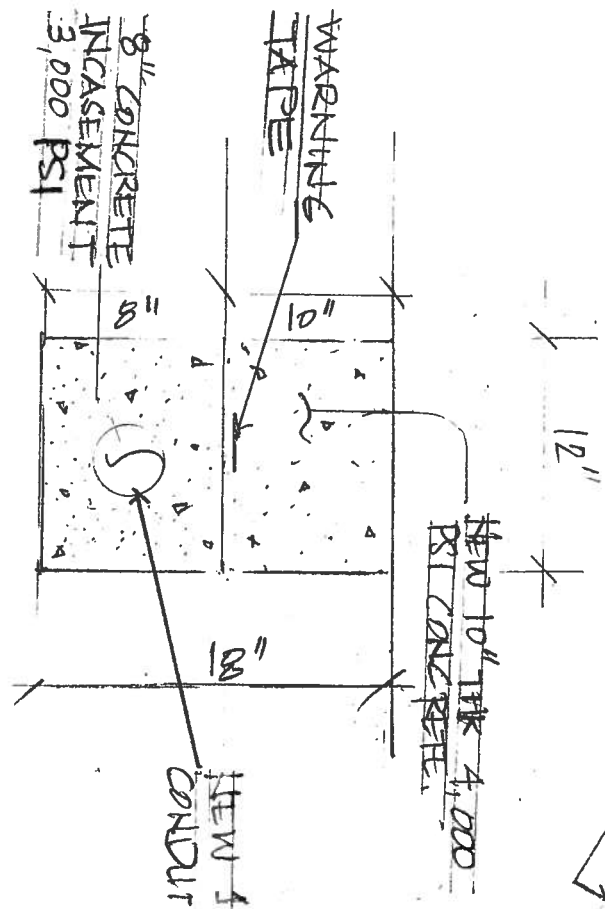 WARNING
TAPE
8" CONCRETE
INCASEMENT
3,000 PSI
8"
10"
12"
18"
NEW 10" THK 4,000
PSI CONCRETE
NEW
CONDUIT